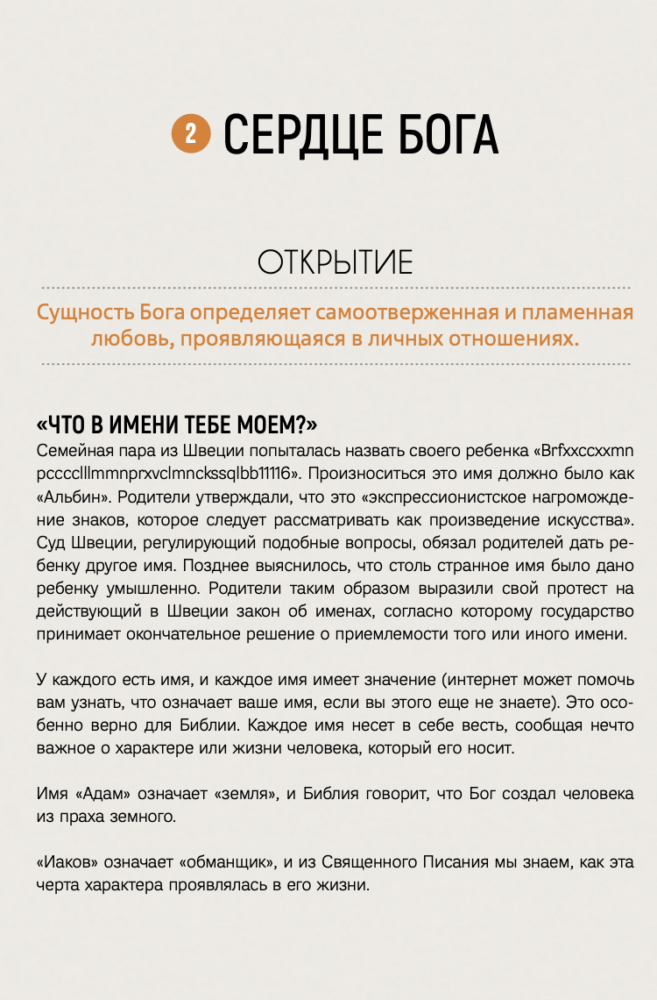 2 СЕРДЦЕ БОГА
ОТКРЫТИЕ
Сущность Бога определяет самоотверженная и пламенная
любовь, проявляющаяся в личных отношениях.
«ЧТО В ИМЕНИ ТЕБЕ МОЕМ?»
Семейная пара из Швеции попыталась назвать своего ребенка «Brfxxccxxmn
pcccclllmmnprxvclmnckssqlbb11116». Произноситься это имя должно было как
«Альбин». Родители утверждали, что это «экспрессионистское нагроможде-
ние знаков, которое следует рассматривать как произведение искусства».
Суд Швеции, регулирующий подобные вопросы, обязал родителей дать ре-
бенку другое имя. Позднее выяснилось, что столь странное имя было дано
ребенку умышленно. Родители таким образом выразили свой протест на
действующий в Швеции закон об именах, согласно которому государство
принимает окончательное решение о приемлемости того или иного имени.
У каждого есть имя, и каждое имя имеет значение (интернет может помочь
вам узнать, что означает ваше имя, если вы этого еще не знаете). Это осо-
бенно верно для Библии. Каждое имя несет в себе весть, сообщая нечто
важное о характере или жизни человека, который его носит.
Имя «Адам» означает «земля», и Библия говорит, что Бог создал человека
из праха земного.
«Иаков» означает «обманщик», и из Священного Писания мы знаем, как эта
черта характера проявлялась в его жизни.